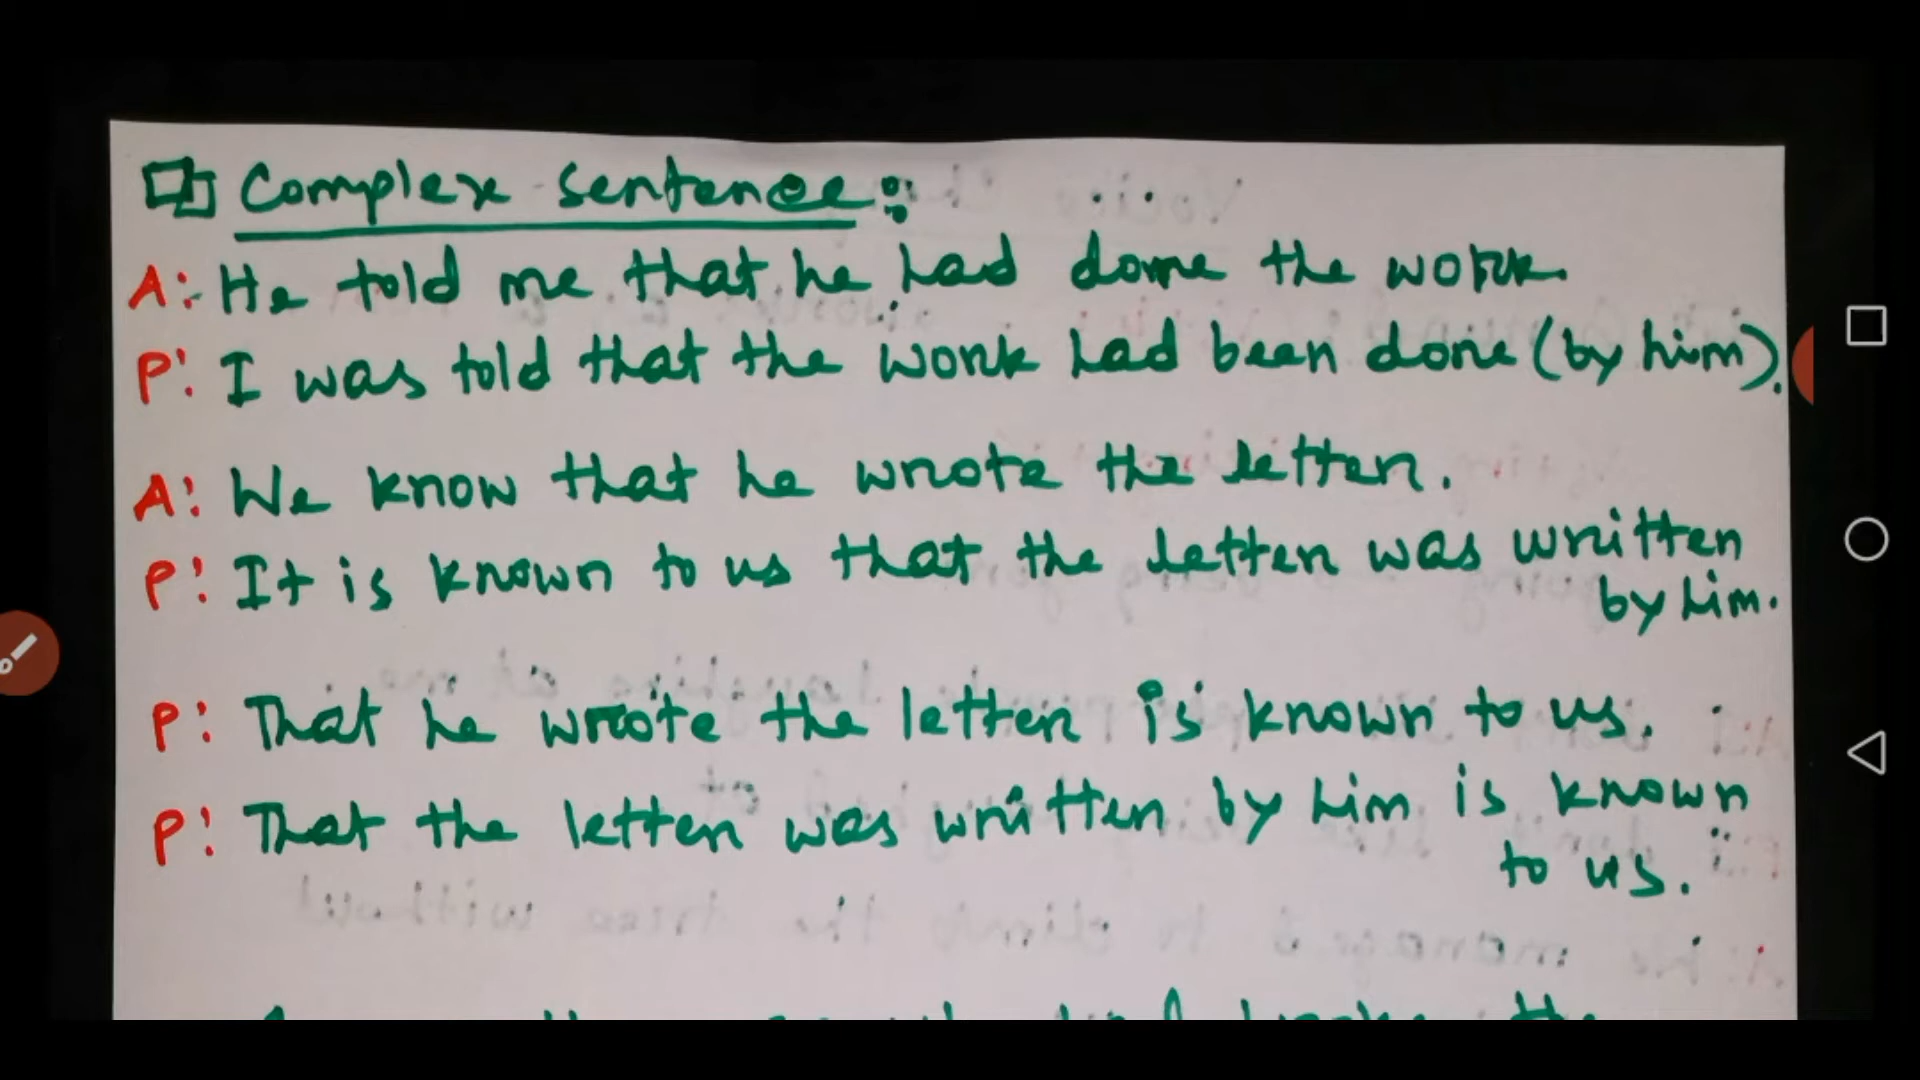 Complex sentence:
A: He told me that he had done the work.
P: I was told that the work had been done (by him).
A: We know that he wrote the letter.
P: It is known to us that the letter was written
by him.
P: That he wrote the letter is known to us.
P: That the letter was written by him is known
to us.